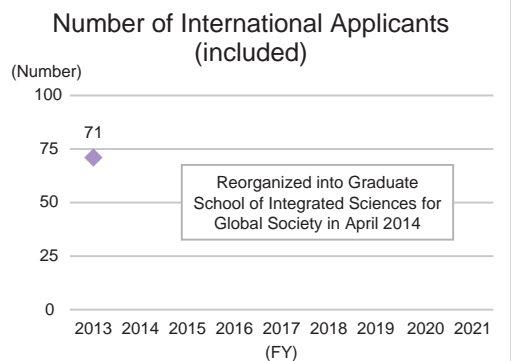 Number of International Applicants
(included)
(Number)
100
71
75
Reorganized into Graduate
School of Integrated Sciences for
Global Society in April 2014
50
25
0
2013 2014 2015 2016 2017 2018 2019 2020 2021
(FY)